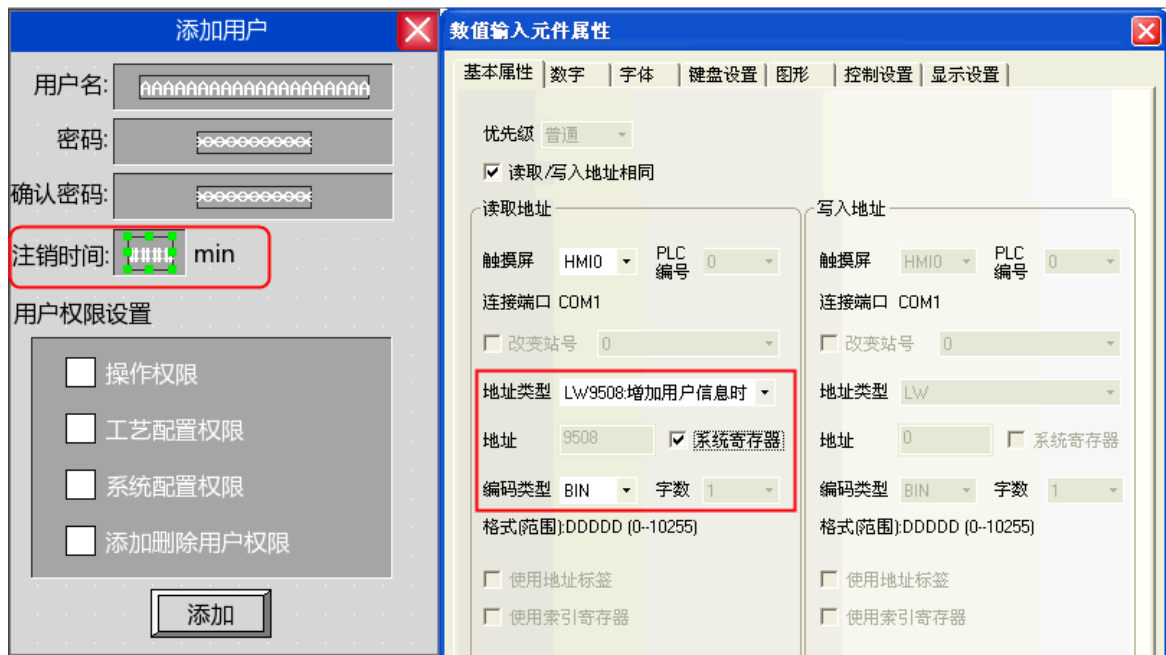 添加用户
用户名: AAAAAAAAAAAAAAAAAAAA
密码: ××××××××××
确认密码: ××××××××××
注销时间: #### min
用户权限设置
操作权限
工艺配置权限
系统配置权限
添加删除用户权限
添加
数值输入元件属性
基本属性 数字 字体 键盘设置 图形 控制设置 显示设置
优先级 普通
读取/写入地址相同
读取地址
触摸屏 HMI0 PLC编号 0
连接端口 COM1
改变站号 0
地址类型 LW9508:增加用户信息时
地址 9508 系统寄存器
编码类型 BIN 字数 1
格式(范围):DDDDD (0--10255)
使用地址标签
使用索引寄存器
写入地址
触摸屏 HMI0 PLC编号 0
连接端口 COM1
改变站号 0
地址类型 LW
地址 0 系统寄存器
编码类型 BIN 字数 1
格式(范围):DDDDD (0--10255)
使用地址标签
使用索引寄存器